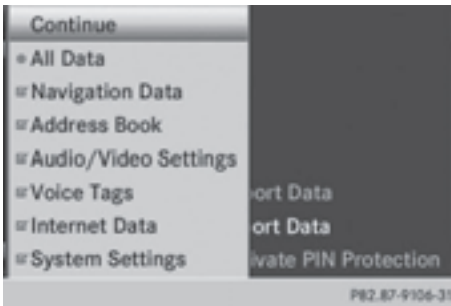 Continue
All Data
Navigation Data
Address Book
Audio/Video Settings
Voice Tags
ort Data
Internet Data
ort Data
System Settings
ivate PIN Protection
P82.87-9106-31